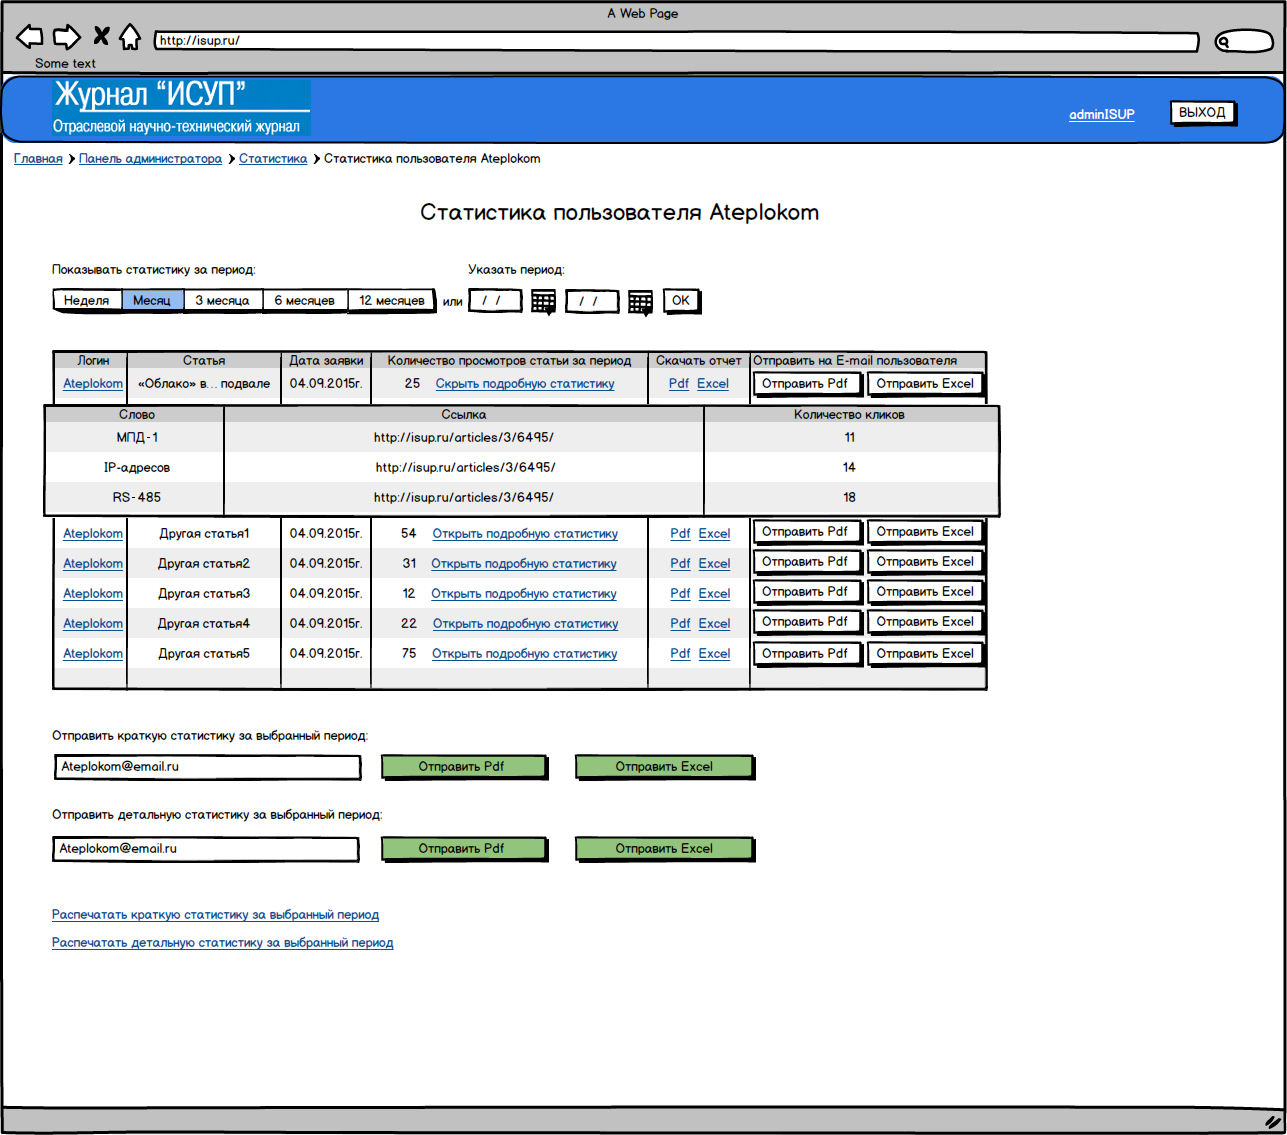 A Web Page
http://isup.ru/
Some text
Журнал “ИСУП”
Отраслевой научно-технический журнал
adminISUP ВЫХОД
Главная Панель администратора Статистика Статистика пользователя Ateplokom
Статистика пользователя Ateplokom
Показывать статистику за период: Указать период:
Неделя Месяц 3 месяца 6 месяцев 12 месяцев или / / / / OK
Логин Статья Дата заявки Количество просмотров статьи за период Скачать отчет Отправить на E-mail пользователя
Ateplokom «Облако» в... подвале 04.09.2015г. 25 Скрыть подробную статистику Pdf Excel Отправить Pdf Отправить Excel
Слово Ссылка Количество кликов
МПД-1 http://isup.ru/articles/3/6495/ 11
IP-адресов http://isup.ru/articles/3/6495/ 14
RS-485 http://isup.ru/articles/3/6495/ 18
Ateplokom Другая статья1 04.09.2015г. 54 Открыть подробную статистику Pdf Excel Отправить Pdf Отправить Excel
Ateplokom Другая статья2 04.09.2015г. 31 Открыть подробную статистику Pdf Excel Отправить Pdf Отправить Excel
Ateplokom Другая статья3 04.09.2015г. 12 Открыть подробную статистику Pdf Excel Отправить Pdf Отправить Excel
Ateplokom Другая статья4 04.09.2015г. 22 Открыть подробную статистику Pdf Excel Отправить Pdf Отправить Excel
Ateplokom Другая статья5 04.09.2015г. 75 Открыть подробную статистику Pdf Excel Отправить Pdf Отправить Excel
Отправить краткую статистику за выбранный период:
Ateplokom@email.ru Отправить Pdf Отправить Excel
Отправить детальную статистику за выбранный период:
Ateplokom@email.ru Отправить Pdf Отправить Excel
Распечатать краткую статистику за выбранный период
Распечатать детальную статистику за выбранный период